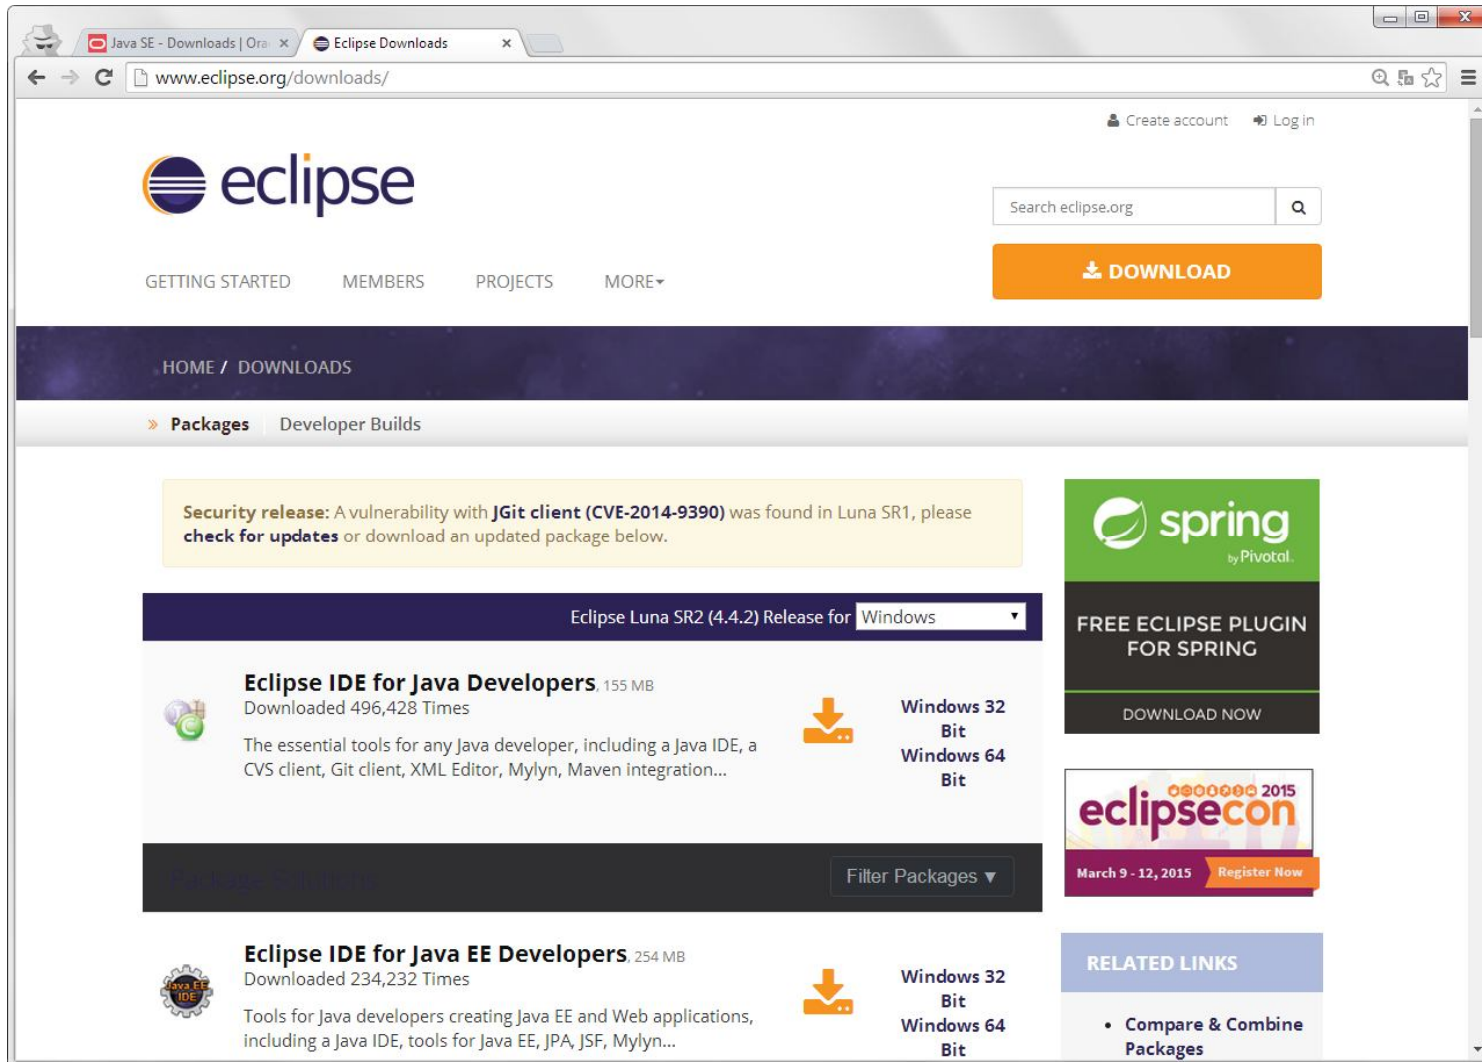 Java SE - Downloads | Ora
Eclipse Downloads
www.eclipse.org/downloads/
Create account
Log in
eclipse
Search eclipse.org
DOWNLOAD
GETTING STARTED
MEMBERS
PROJECTS
MORE
HOME / DOWNLOADS
» Packages
Developer Builds
Security release: A vulnerability with JGit client (CVE-2014-9390) was found in Luna SR1, please
check for updates or download an updated package below.
Eclipse Luna SR2 (4.4.2) Release for
Windows
Eclipse IDE for Java Developers, 155 MB
Downloaded 496,428 Times
The essential tools for any Java developer, including a Java IDE, a
CVS client, Git client, XML Editor, Mylyn, Maven integration...
Windows 32
Bit
Windows 64
Bit
Package Solutions
Filter Packages ▼
Eclipse IDE for Java EE Developers, 254 MB
Downloaded 234,232 Times
Java EE
IDE
Tools for Java developers creating Java EE and Web applications,
including a Java IDE, tools for Java EE, JPA, JSF, Mylyn...
Windows 32
Bit
Windows 64
Bit
spring
by Pivotal.
FREE ECLIPSE PLUGIN
FOR SPRING
DOWNLOAD NOW
2015
eclipsecon
March 9 - 12, 2015
Register Now
RELATED LINKS
• Compare & Combine
Packages